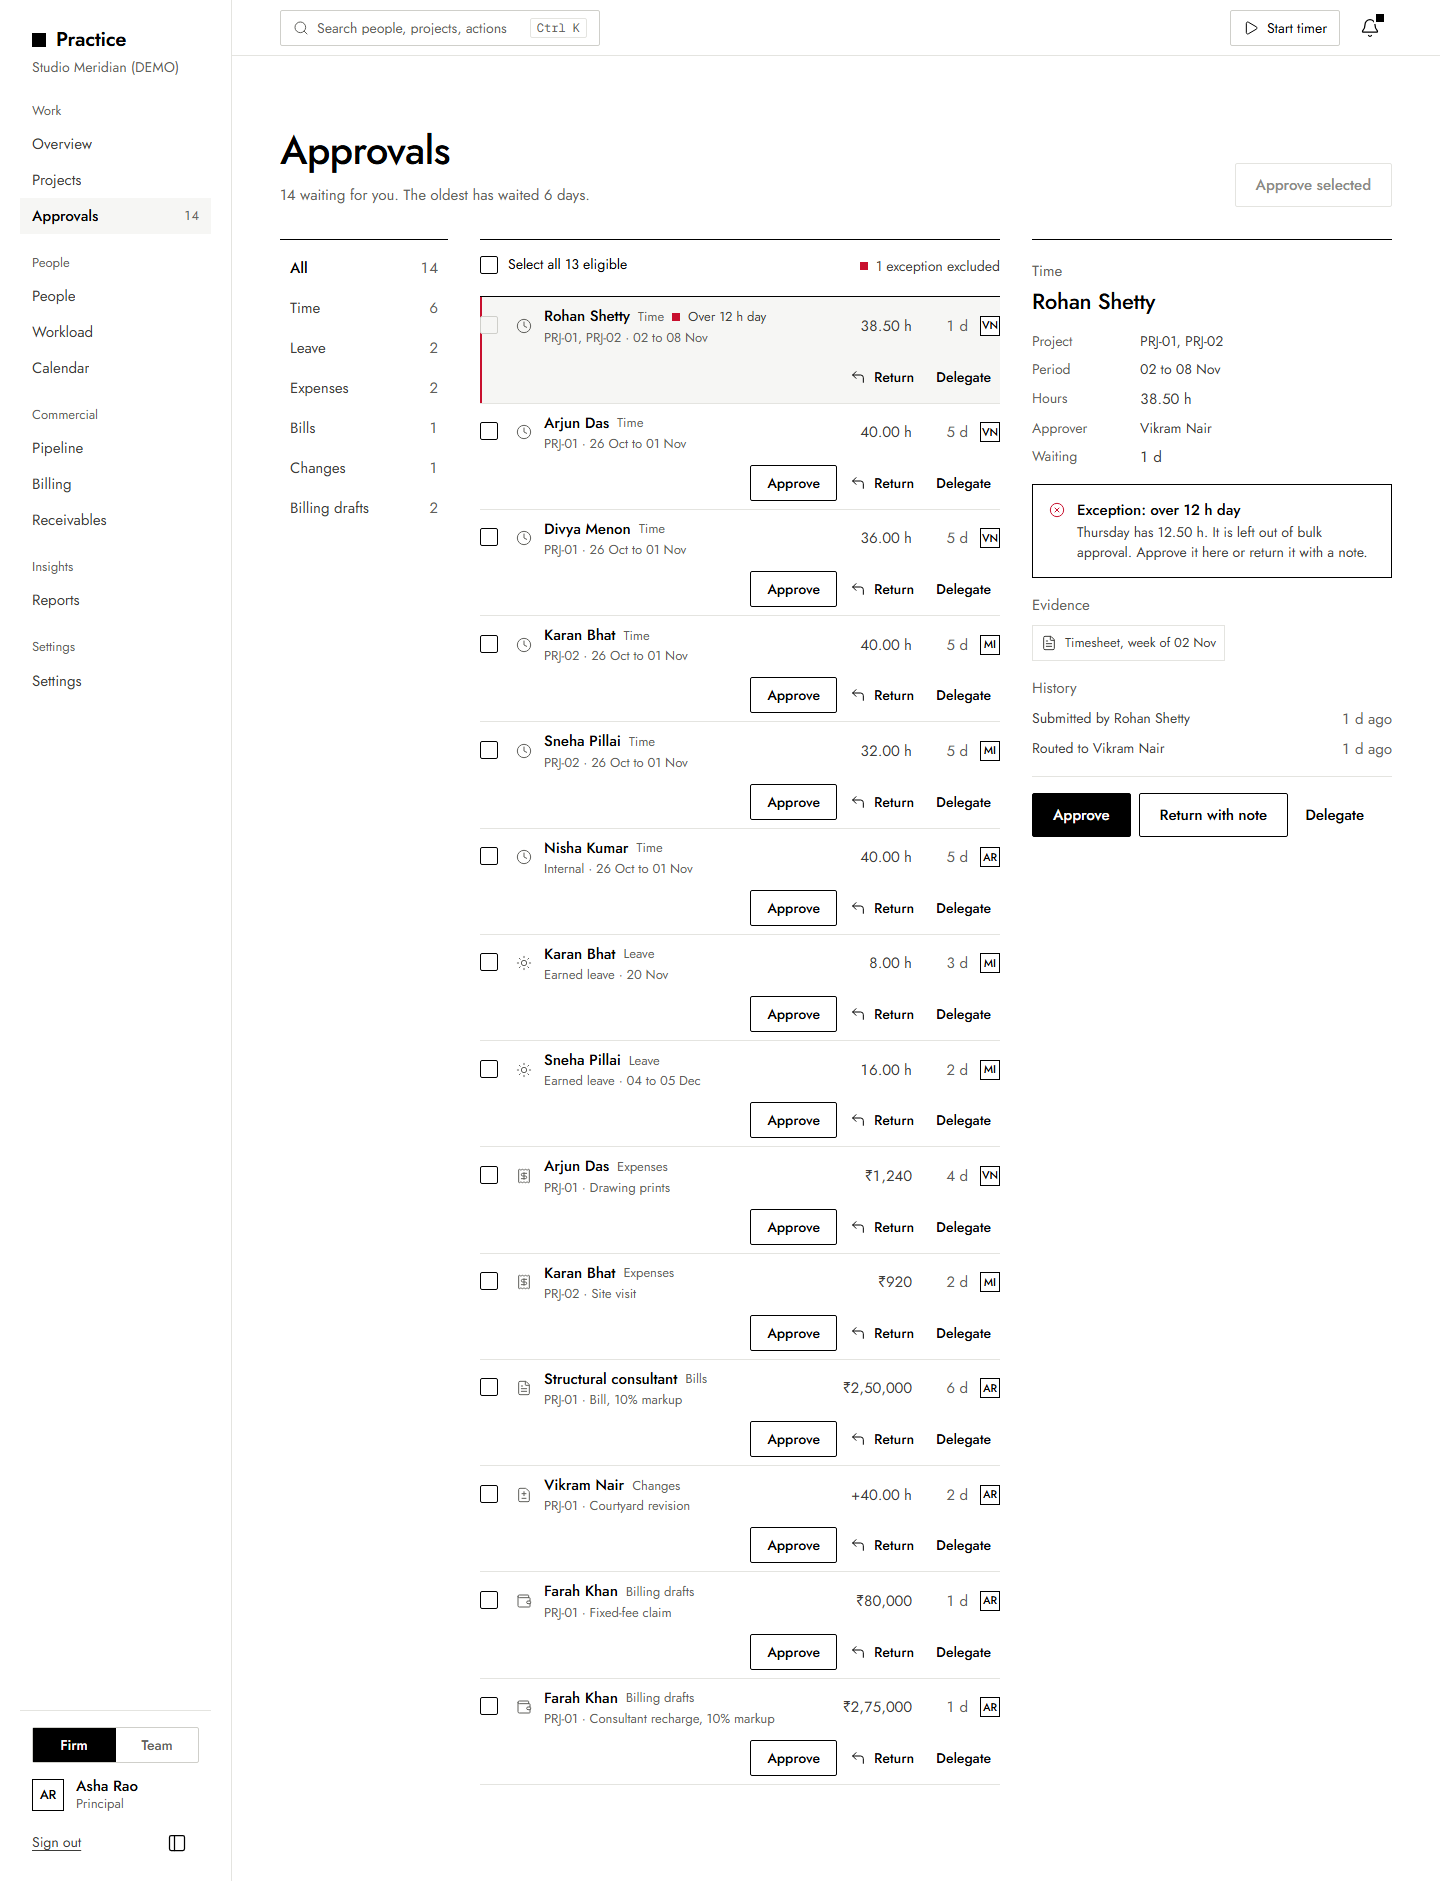 Practice
Studio Meridian (DEMO)
Work
Overview
Projects
Approvals 14
People
People
Workload
Calendar
Commercial
Pipeline
Billing
Receivables
Insights
Reports
Settings
Settings
Firm Team
AR
Asha Rao
Principal
Sign out
Search people, projects, actions Ctrl K
Start timer
Approvals
14 waiting for you. The oldest has waited 6 days.
Approve selected
All 14
Time 6
Leave 2
Expenses 2
Bills 1
Changes 1
Billing drafts 2
Select all 13 eligible 1 exception excluded
Rohan Shetty Time Over 12 h day 38.50 h 1 d VN
PRJ-01, PRJ-02 · 02 to 08 Nov
Return Delegate
Arjun Das Time 40.00 h 5 d VN
PRJ-01 · 26 Oct to 01 Nov
Approve Return Delegate
Divya Menon Time 36.00 h 5 d VN
PRJ-01 · 26 Oct to 01 Nov
Approve Return Delegate
Karan Bhat Time 40.00 h 5 d MI
PRJ-02 · 26 Oct to 01 Nov
Approve Return Delegate
Sneha Pillai Time 32.00 h 5 d MI
PRJ-02 · 26 Oct to 01 Nov
Approve Return Delegate
Nisha Kumar Time 40.00 h 5 d AR
Internal · 26 Oct to 01 Nov
Approve Return Delegate
Karan Bhat Leave 8.00 h 3 d MI
Earned leave · 20 Nov
Approve Return Delegate
Sneha Pillai Leave 16.00 h 2 d MI
Earned leave · 04 to 05 Dec
Approve Return Delegate
Arjun Das Expenses ₹1,240 4 d VN
PRJ-01 · Drawing prints
Approve Return Delegate
Karan Bhat Expenses ₹920 2 d MI
PRJ-02 · Site visit
Approve Return Delegate
Structural consultant Bills ₹2,50,000 6 d AR
PRJ-01 · Bill, 10% markup
Approve Return Delegate
Vikram Nair Changes +40.00 h 2 d AR
PRJ-01 · Courtyard revision
Approve Return Delegate
Farah Khan Billing drafts ₹80,000 1 d AR
PRJ-01 · Fixed-fee claim
Approve Return Delegate
Farah Khan Billing drafts ₹2,75,000 1 d AR
PRJ-01 · Consultant recharge, 10% markup
Approve Return Delegate
Time
Rohan Shetty
Project PRJ-01, PRJ-02
Period 02 to 08 Nov
Hours 38.50 h
Approver Vikram Nair
Waiting 1 d
Exception: over 12 h day
Thursday has 12.50 h. It is left out of bulk
approval. Approve it here or return it with a note.
Evidence
Timesheet, week of 02 Nov
History
Submitted by Rohan Shetty 1 d ago
Routed to Vikram Nair 1 d ago
Approve Return with note Delegate